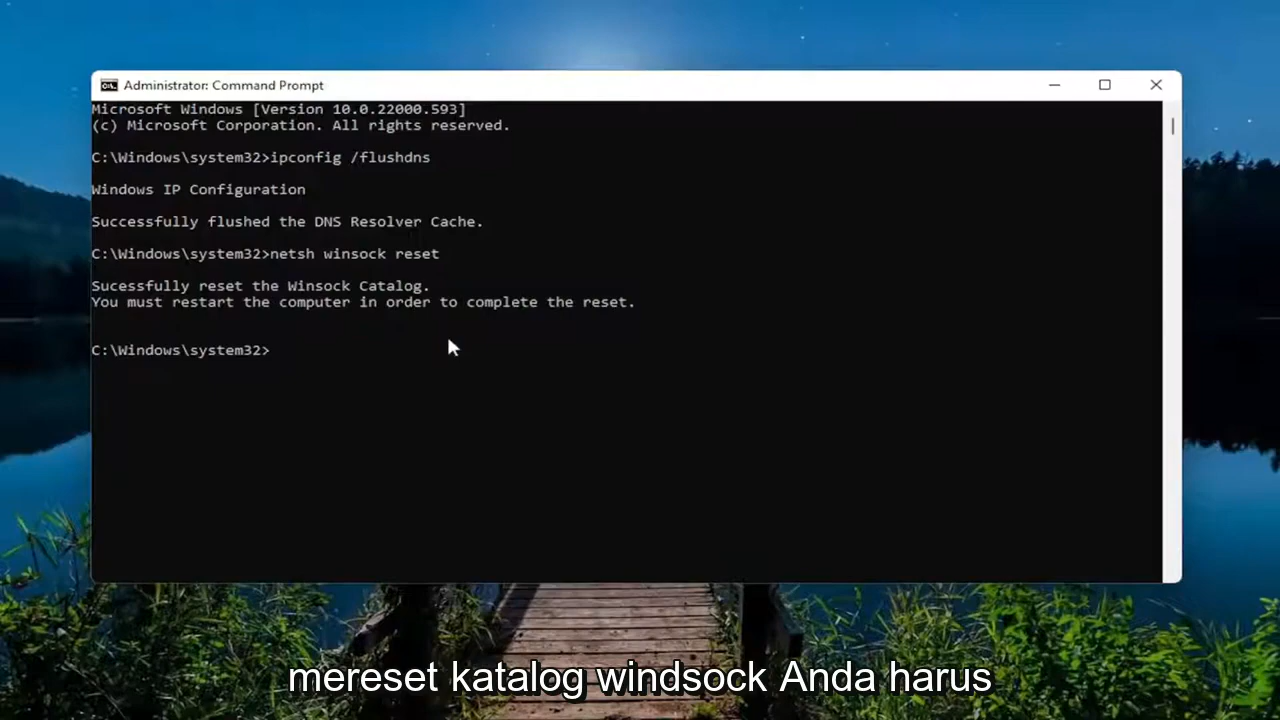 Administrator: Command Prompt
Microsoft Windows [Version 10.0.22000.593]
(c) Microsoft Corporation. All rights reserved.
C:\Windows\system32>ipconfig /flushdns
Windows IP Configuration
Successfully flushed the DNS Resolver Cache.
C:\Windows\system32>netsh winsock reset
Sucessfully reset the Winsock Catalog.
You must restart the computer in order to complete the reset.
C:\Windows\system32>
mereset katalog windsock Anda harus